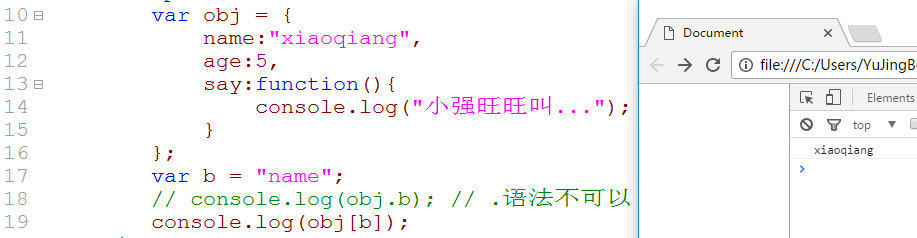 10 var obj = {
11 name:"xiaoqiang",
12 age:5,
13 say:function(){
14 console.log("小强旺旺叫...");
15 }
16 };
17 var b = "name";
18 // console.log(obj.b); // .语法不可以
19 console.log(obj[b]);
Document
file:///C:/Users/YuJingB
Elements
top
xiaoqiang